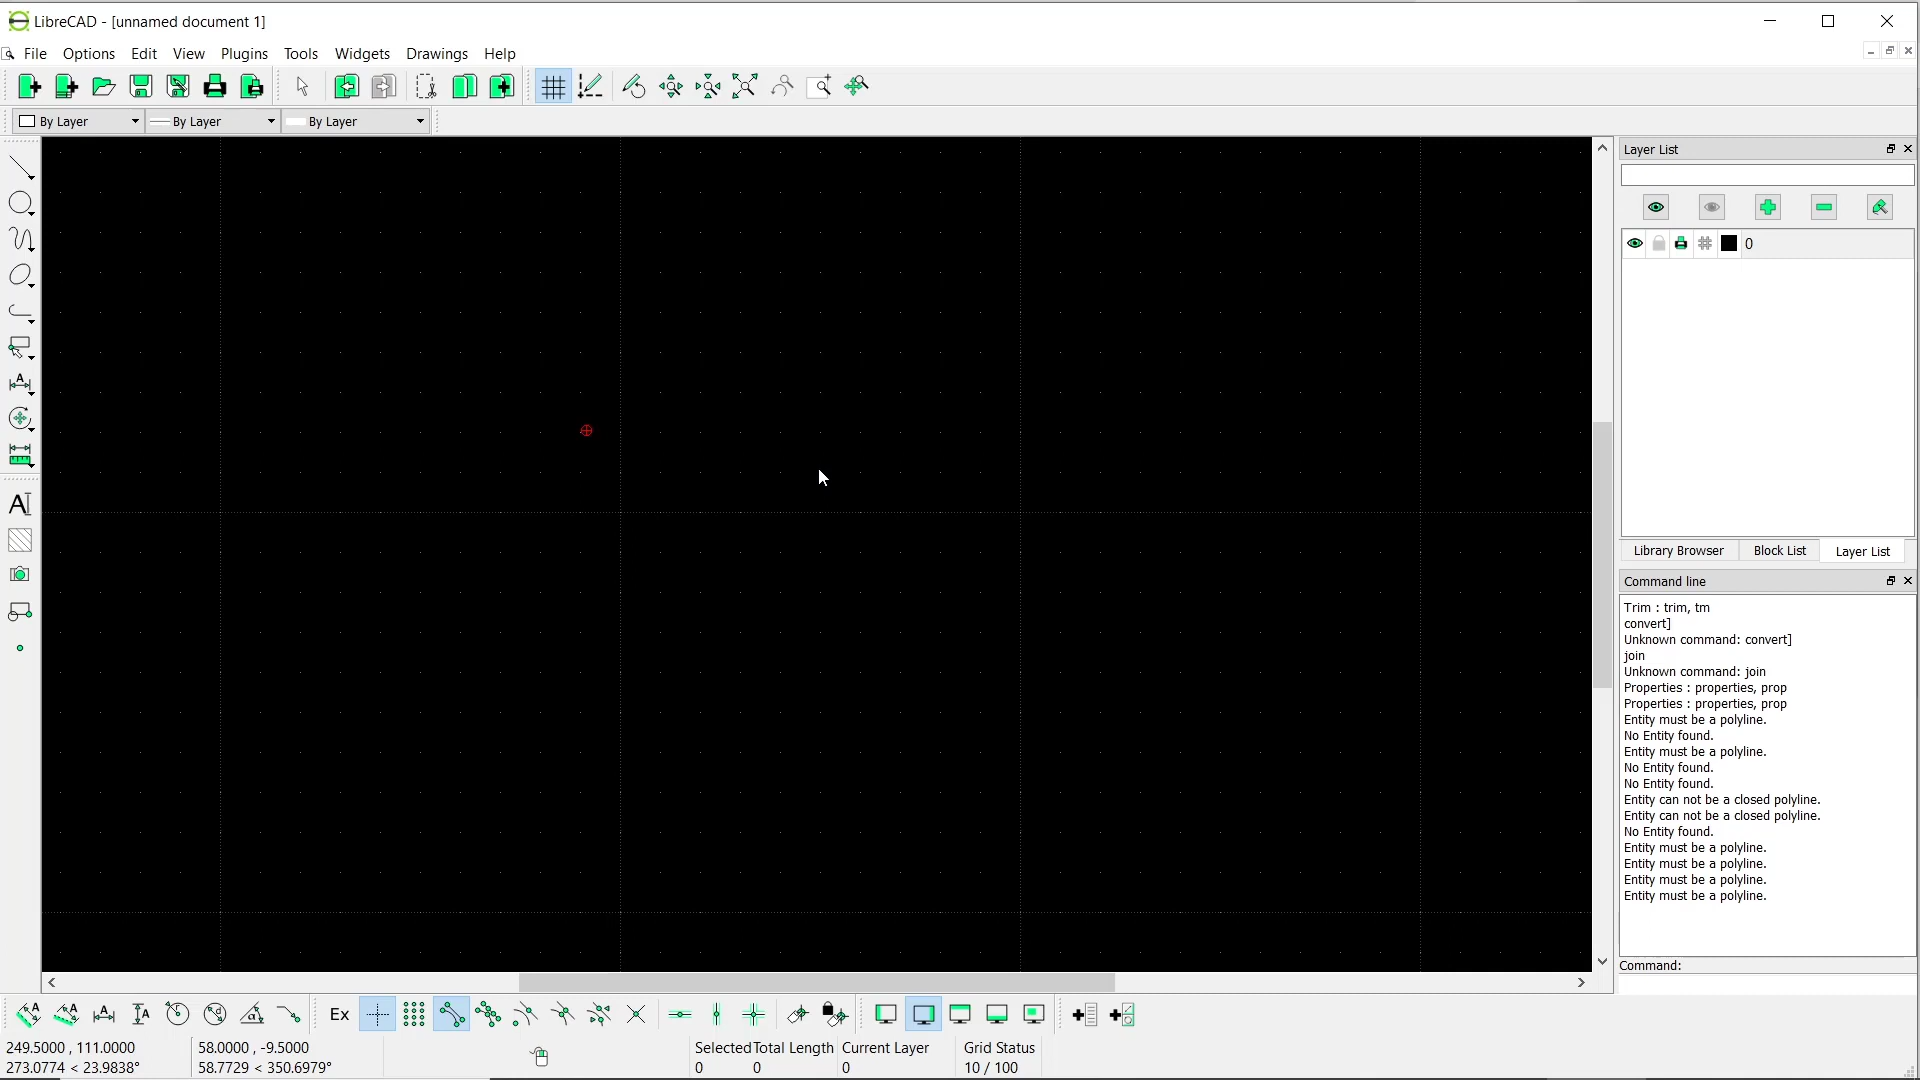 LibreCAD - [unnamed document 1]
File Options Edit View Plugins Tools Widgets Drawings Help
By Layer By Layer By Layer
Layer List
0
Library Browser Block List Layer List
Command line
Trim : trim, tm
convert]
Unknown command: convert]
join
Unknown command: join
Properties : properties, prop
Properties : properties, prop
Entity must be a polyline.
No Entity found.
Entity must be a polyline.
No Entity found.
No Entity found.
Entity can not be a closed polyline.
Entity can not be a closed polyline.
No Entity found.
Entity must be a polyline.
Entity must be a polyline.
Entity must be a polyline.
Entity must be a polyline.
Command:
Ex
249.5000 , 111.0000 58.0000 , -9.5000 Selected Total Length Current Layer Grid Status
273.0774 < 23.9838° 58.7729 < 350.6979° 0 0 0 10 / 100